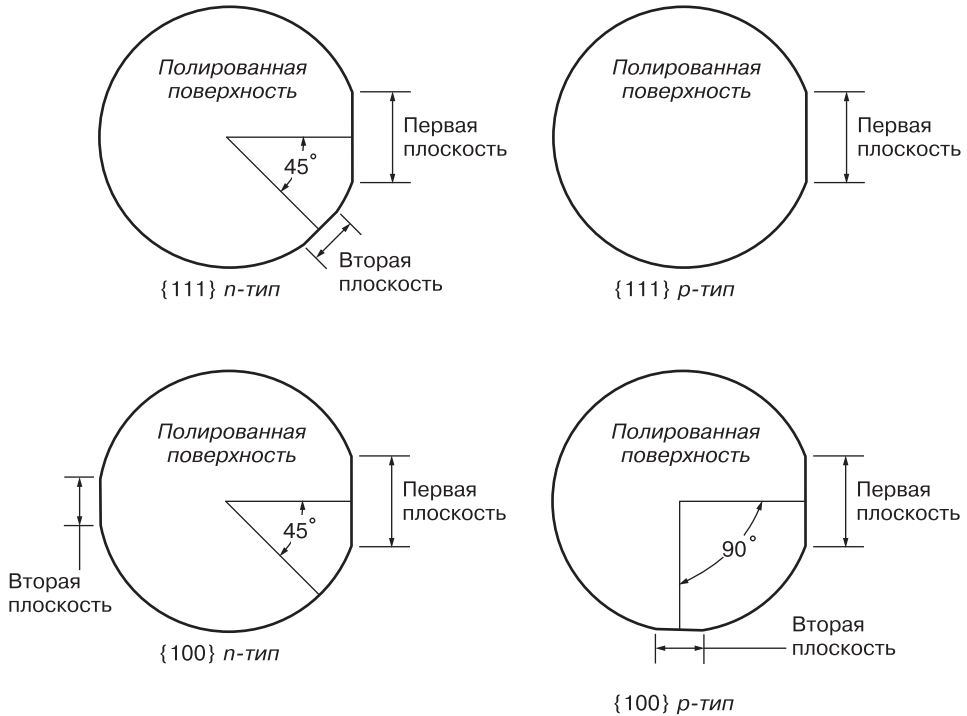 Полированная
поверхность
Первая
плоскость
45°
Вторая
плоскость
{111} n-тип
Полированная
поверхность
Первая
плоскость
{111} p-тип
Полированная
поверхность
Первая
плоскость
45°
Вторая
плоскость
{100} n-тип
Полированная
поверхность
Первая
плоскость
90°
Вторая
плоскость
{100} p-тип